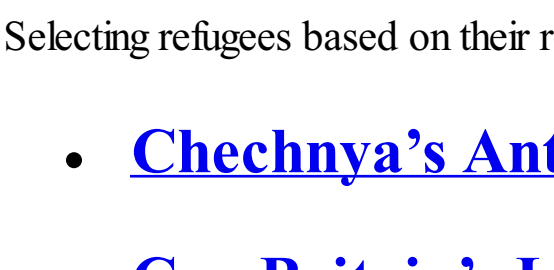 Selecting refugees based on their r
• Chechnya’s Ant